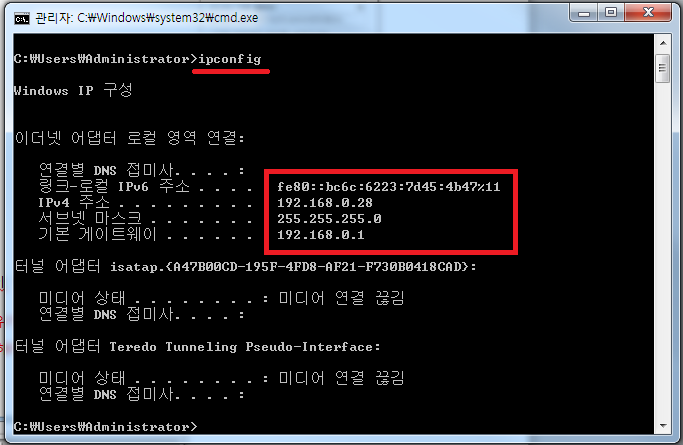 관리자: C:₩Windows₩system32₩cmd.exe
C:₩Users₩Administrator>ipconfig
Windows IP 구성
이더넷 어댑터 로컬 영역 연결:
연결별 DNS 접미사. . . . :
링크-로컬 IPv6 주소 . . . . fe80::bc6c:6223:7d45:4b47%11
IPv4 주소 . . . . . . . . . 192.168.0.28
서브넷 마스크 . . . . . . . 255.255.255.0
기본 게이트웨이 . . . . . . 192.168.0.1
터널 어댑터 isatap.{A47B00CD-195F-4FD8-AF21-F730B0418CAD}:
미디어 상태 . . . . . . . . : 미디어 연결 끊김
연결별 DNS 접미사. . . . :
터널 어댑터 Teredo Tunneling Pseudo-Interface:
미디어 상태 . . . . . . . . : 미디어 연결 끊김
연결별 DNS 접미사. . . . :
C:₩Users₩Administrator>